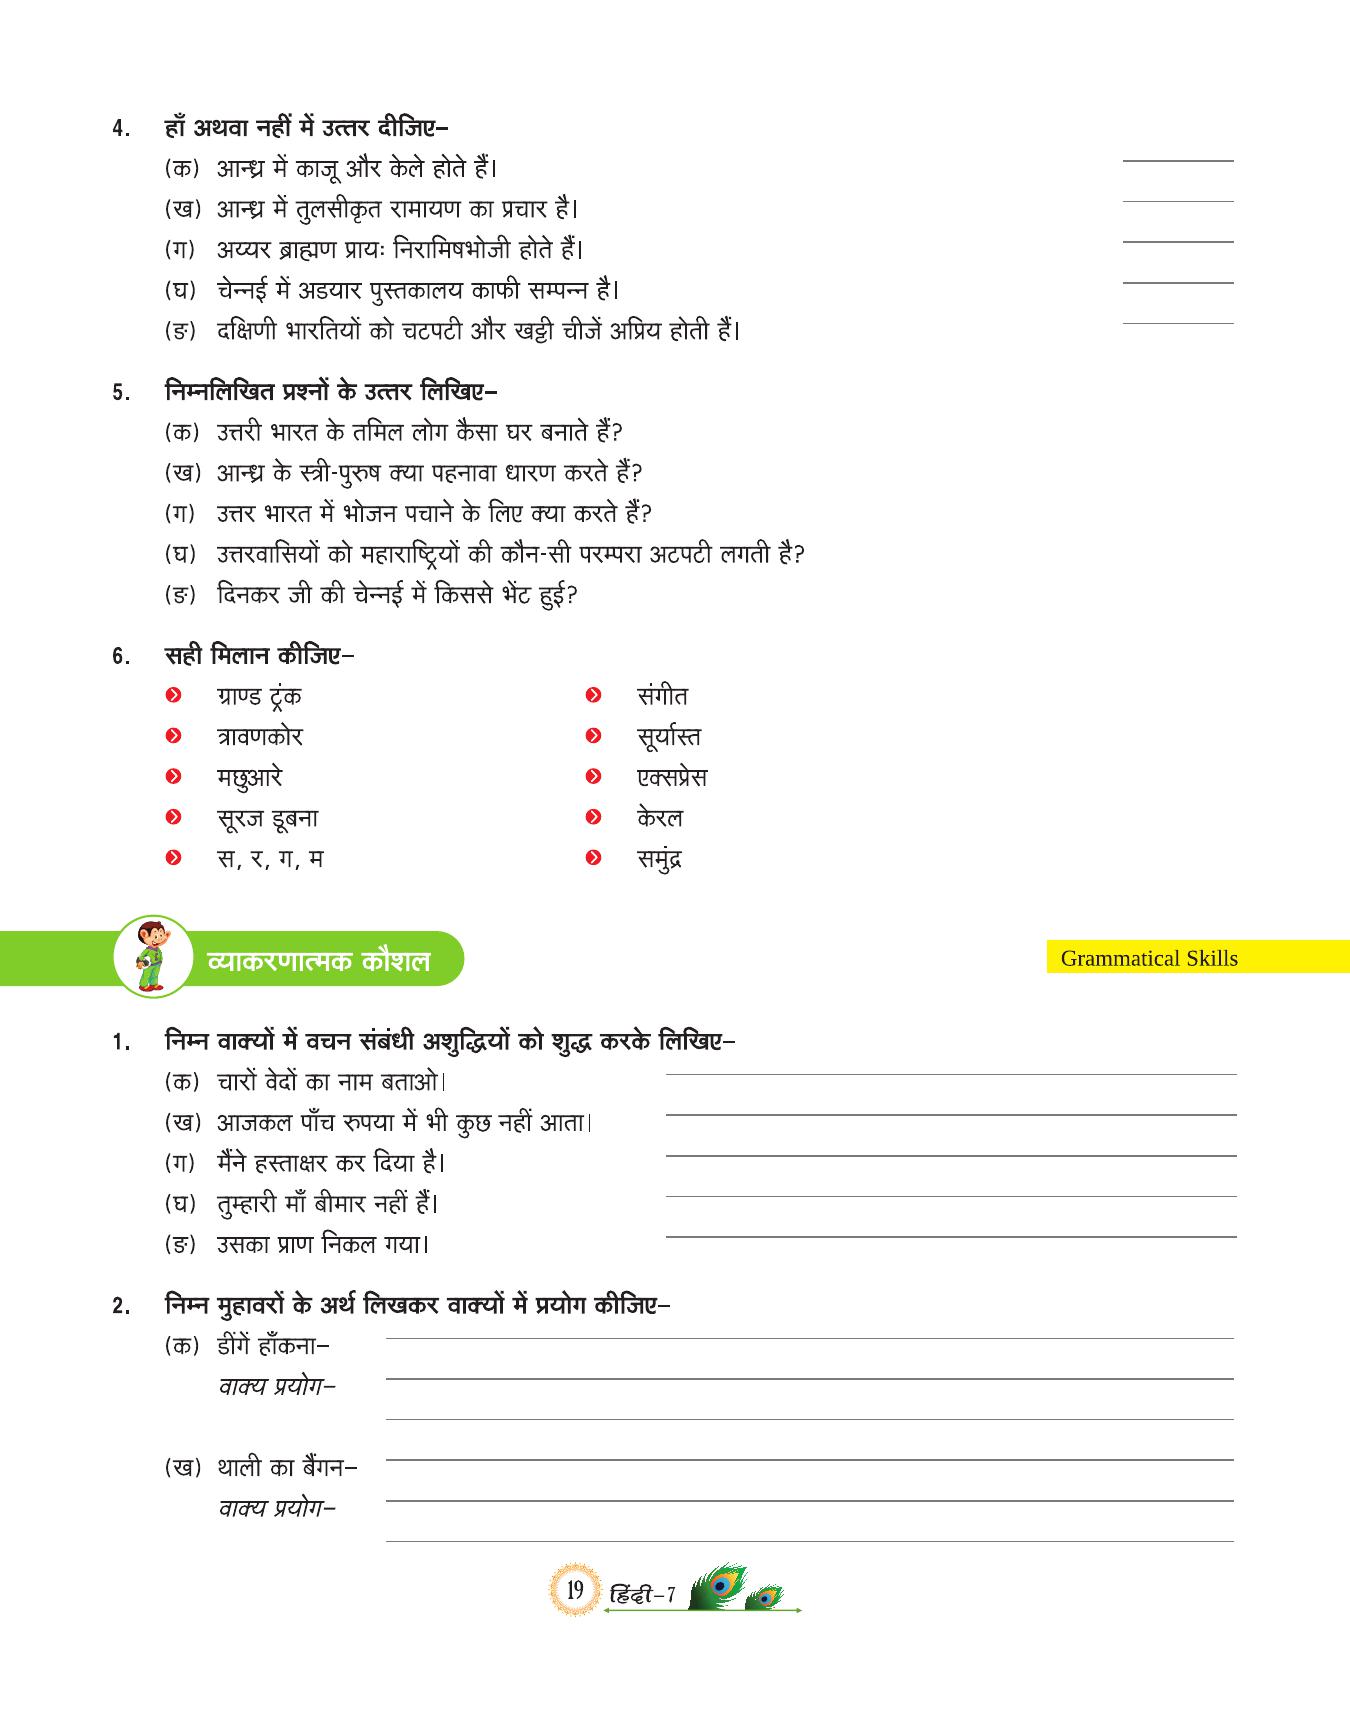 4. हाँ अथवा नहीं में उत्तर दीजिए–
(क) आन्ध्र में काजू और केले होते हैं।
(ख) आन्ध्र में तुलसीकृत रामायण का प्रचार है।
(ग) अय्यर ब्राह्मण प्रायः निरामिषभोजी होते हैं।
(घ) चेन्नई में अडयार पुस्तकालय काफी सम्पन्न है।
(ङ) दक्षिणी भारतियों को चटपटी और खट्टी चीजें अप्रिय होती हैं।
5. निम्नलिखित प्रश्नों के उत्तर लिखिए–
(क) उत्तरी भारत के तमिल लोग कैसा घर बनाते हैं?
(ख) आन्ध्र के स्त्री-पुरुष क्या पहनावा धारण करते हैं?
(ग) उत्तर भारत में भोजन पचाने के लिए क्या करते हैं?
(घ) उत्तरवासियों को महाराष्ट्रियों की कौन-सी परम्परा अटपटी लगती है?
(ङ) दिनकर जी की चेन्नई में किससे भेंट हुई?
6. सही मिलान कीजिए–
ग्राण्ड ट्रंक संगीत
त्रावणकोर सूर्यास्त
मछुआरे एक्सप्रेस
सूरज डूबना केरल
स, र, ग, म समुंद्र
व्याकरणात्मक कौशल Grammatical Skills
1. निम्न वाक्यों में वचन संबंधी अशुद्धियों को शुद्ध करके लिखिए–
(क) चारों वेदों का नाम बताओ।
(ख) आजकल पाँच रुपया में भी कुछ नहीं आता।
(ग) मैंने हस्ताक्षर कर दिया है।
(घ) तुम्हारी माँ बीमार नहीं हैं।
(ङ) उसका प्राण निकल गया।
2. निम्न मुहावरों के अर्थ लिखकर वाक्यों में प्रयोग कीजिए–
(क) डींगें हाँकना–
वाक्य प्रयोग–
(ख) थाली का बैंगन–
वाक्य प्रयोग–
19 हिंदी–7